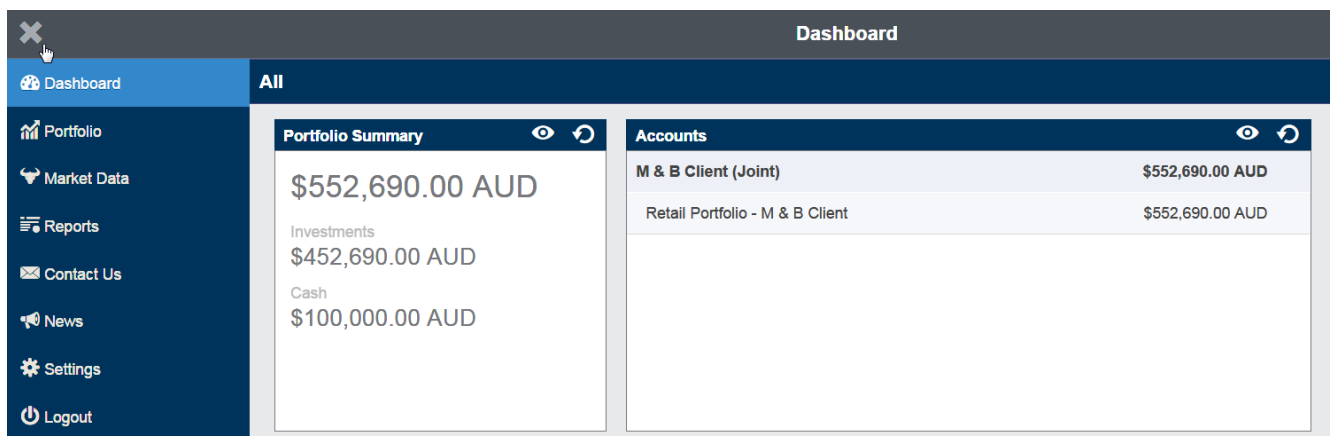 Dashboard
Dashboard
Portfolio
Market Data
Reports
Contact Us
News
Settings
Logout
All
Portfolio Summary
$552,690.00 AUD
Investments
$452,690.00 AUD
Cash
$100,000.00 AUD
Accounts
M & B Client (Joint) $552,690.00 AUD
Retail Portfolio - M & B Client $552,690.00 AUD